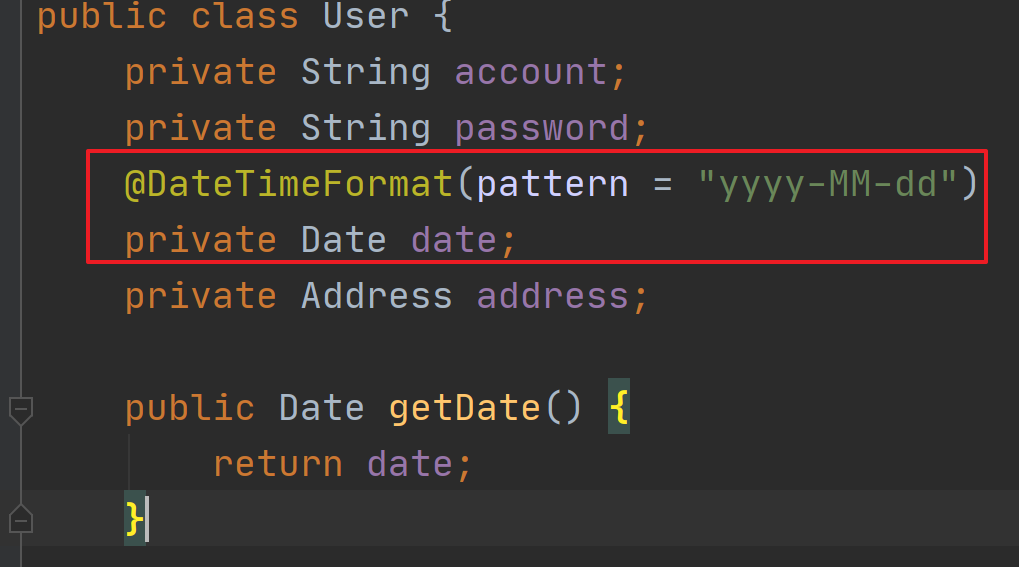 public class User {
private String account;
private String password;
@DateTimeFormat(pattern = "yyyy-MM-dd")
private Date date;
private Address address;
public Date getDate() {
return date;
}